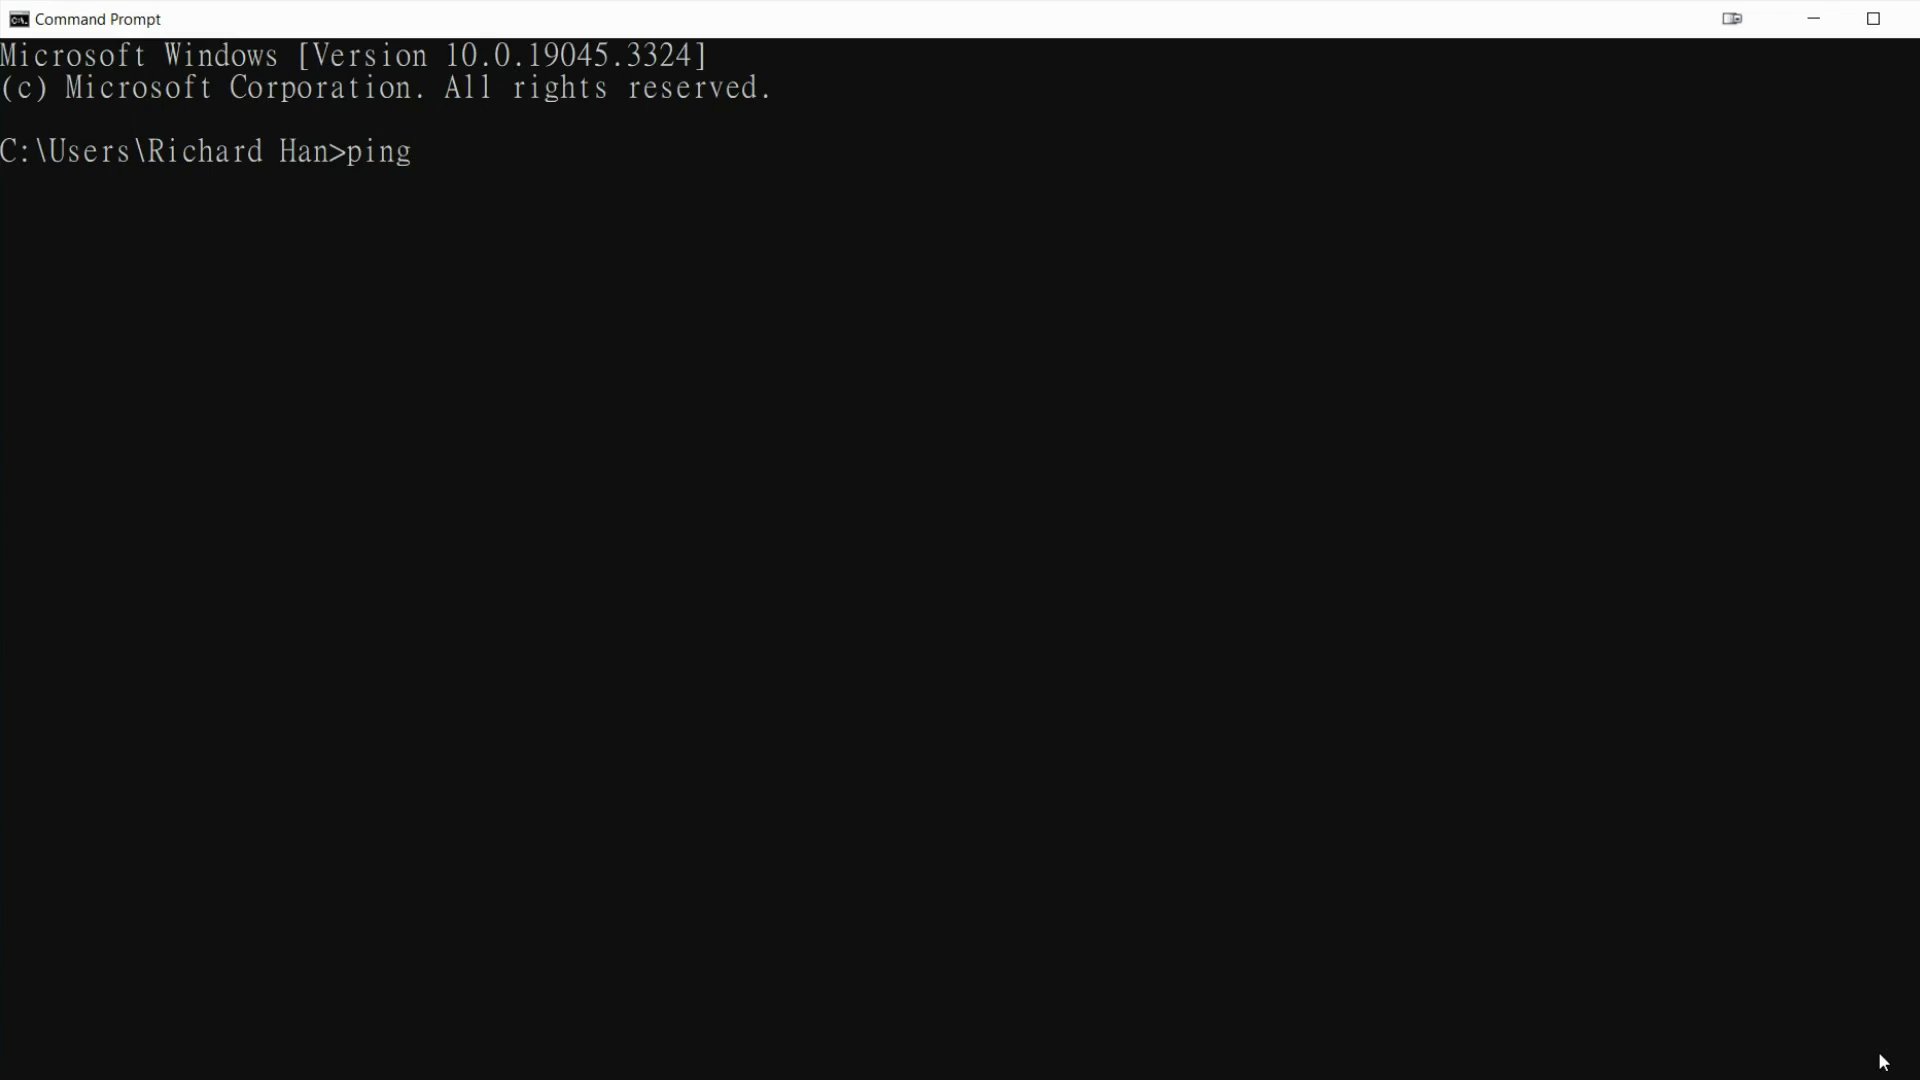 Command Prompt
Microsoft Windows [Version 10.0.19045.3324]
(c) Microsoft Corporation. All rights reserved.
C:\Users\Richard Han>ping